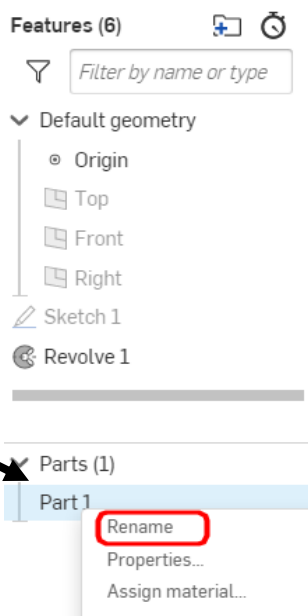 Features (6)
Filter by name or type
Default geometry
Origin
Top
Front
Right
Sketch 1
Revolve 1
Parts (1)
Part 1
Rename
Properties...
Assign material...